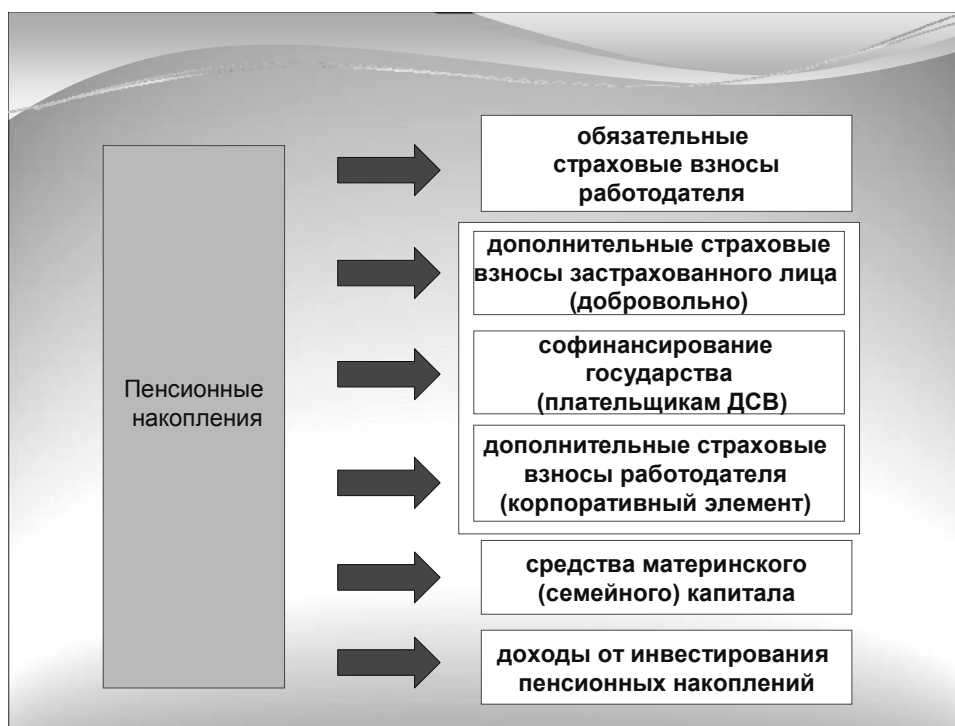 Пенсионные
накопления
обязательные
страховые взносы
работодателя
дополнительные страховые
взносы застрахованного лица
(добровольно)
софинансирование
государства
(плательщикам ДСВ)
дополнительные страховые
взносы работодателя
(корпоративный элемент)
средства материнского
(семейного) капитала
доходы от инвестирования
пенсионных накоплений